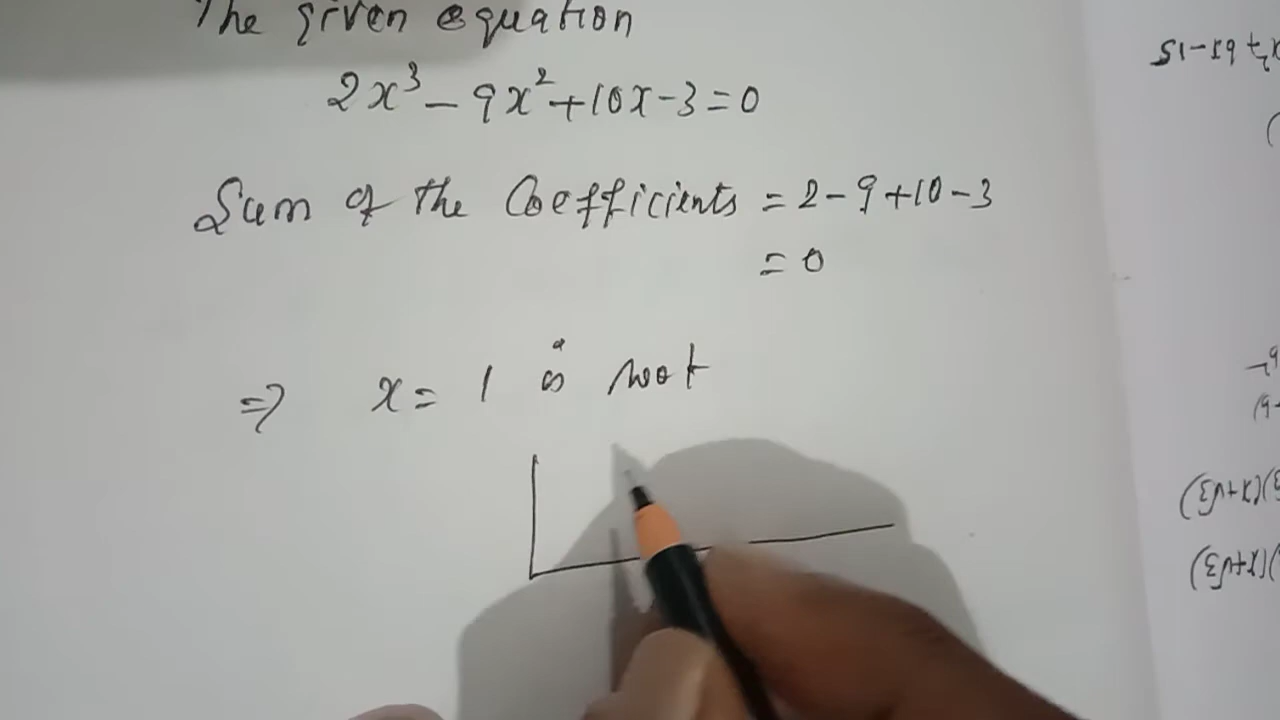 The given equation
2x³ - 9x² + 10x - 3 = 0
Sum of the Coefficients = 2 - 9 + 10 - 3
= 0
⇒ x = 1 is root